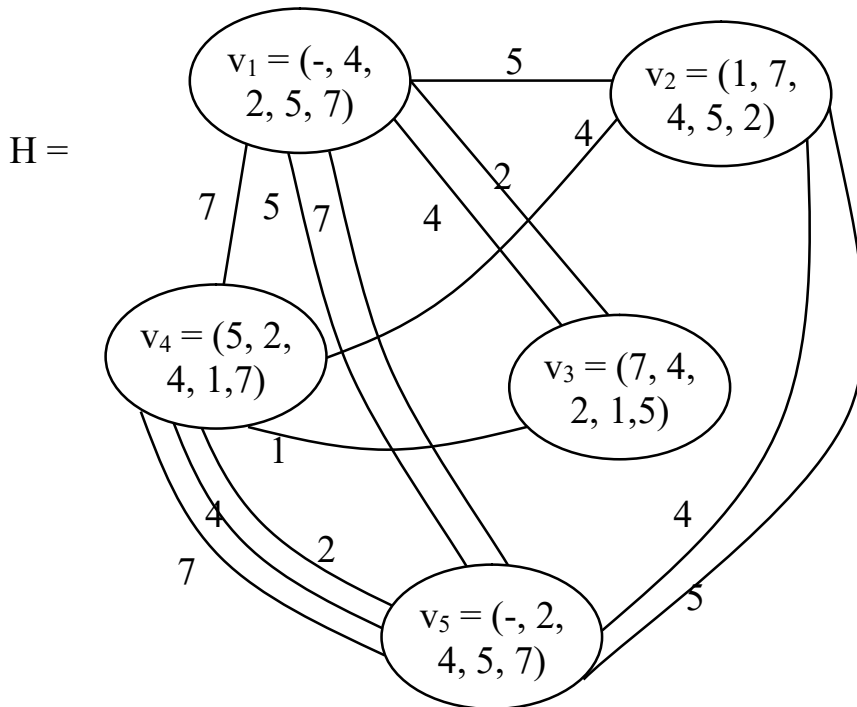 5
v₁ = (-, 4,
2, 5, 7)
v₂ = (1, 7,
4, 5, 2)
4
H =
2
7
5
7
4
v₄ = (5, 2,
4, 1,7)
v₃ = (7, 4,
2, 1,5)
1
4
4
2
7
5
v₅ = (-, 2,
4, 5, 7)